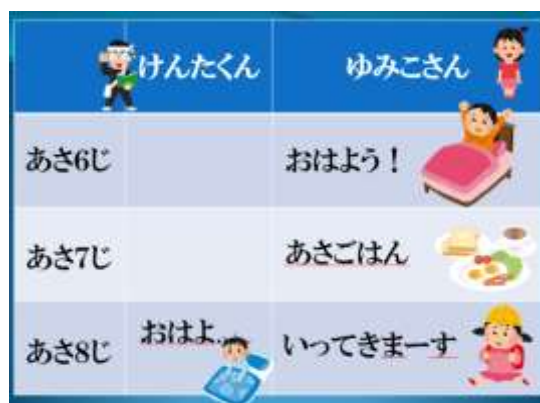 けんたくん ゆみこさん
あさ6じ おはよう！
あさ7じ あさごはん
あさ8じ おはよ… いってきまーす